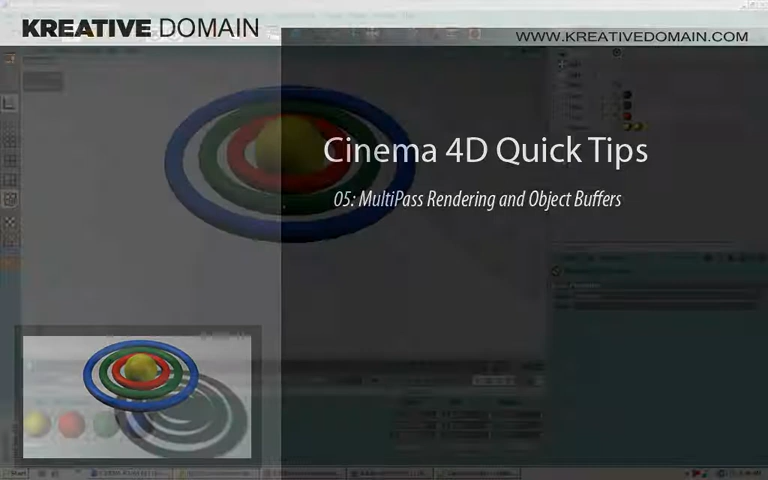 KREATIVE DOMAIN
WWW.KREATIVEDOMAIN.COM
Cinema 4D Quick Tips
05: MultiPass Rendering and Object Buffers